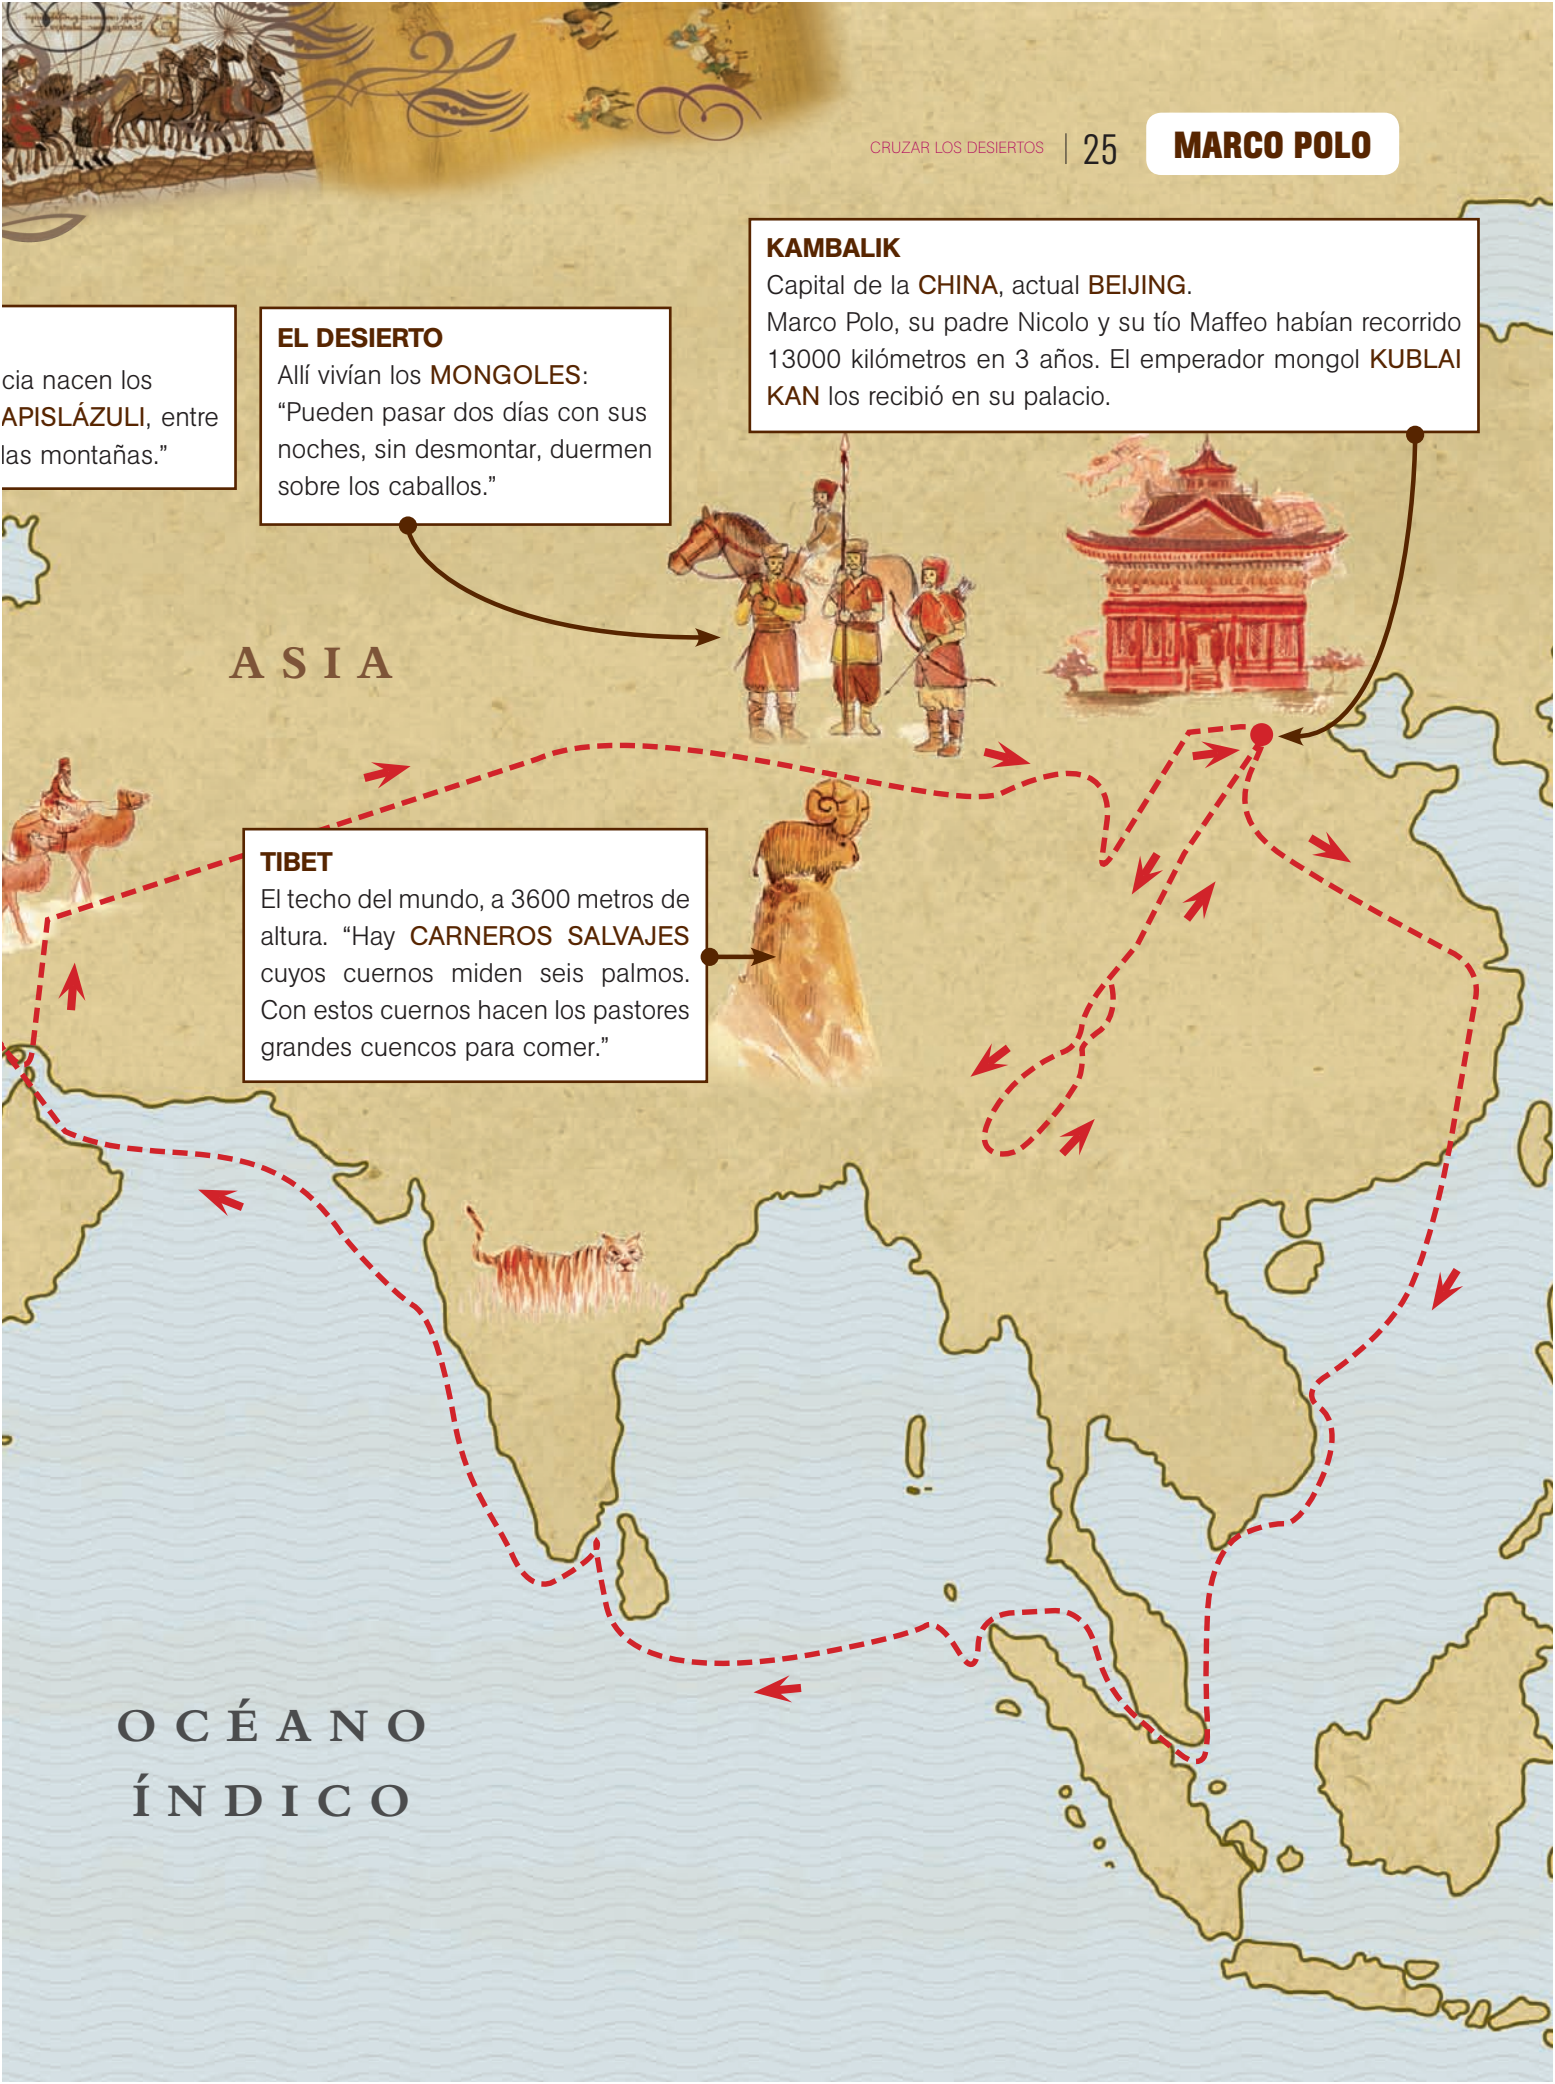 CRUZAR LOS DESIERTOS | 25 MARCO POLO
KAMBALIK
Capital de la CHINA, actual BEIJING.
Marco Polo, su padre Nicolo y su tío Maffeo habían recorrido
13000 kilómetros en 3 años. El emperador mongol KUBLAI
KAN los recibió en su palacio.
cia nacen los
APISLÁZULI, entre
las montañas.”
EL DESIERTO
Allí vivían los MONGOLES:
“Pueden pasar dos días con sus
noches, sin desmontar, duermen
sobre los caballos.”
ASIA
TIBET
El techo del mundo, a 3600 metros de
altura. “Hay CARNEROS SALVAJES
cuyos cuernos miden seis palmos.
Con estos cuernos hacen los pastores
grandes cuencos para comer.”
OCÉANO
ÍNDICO